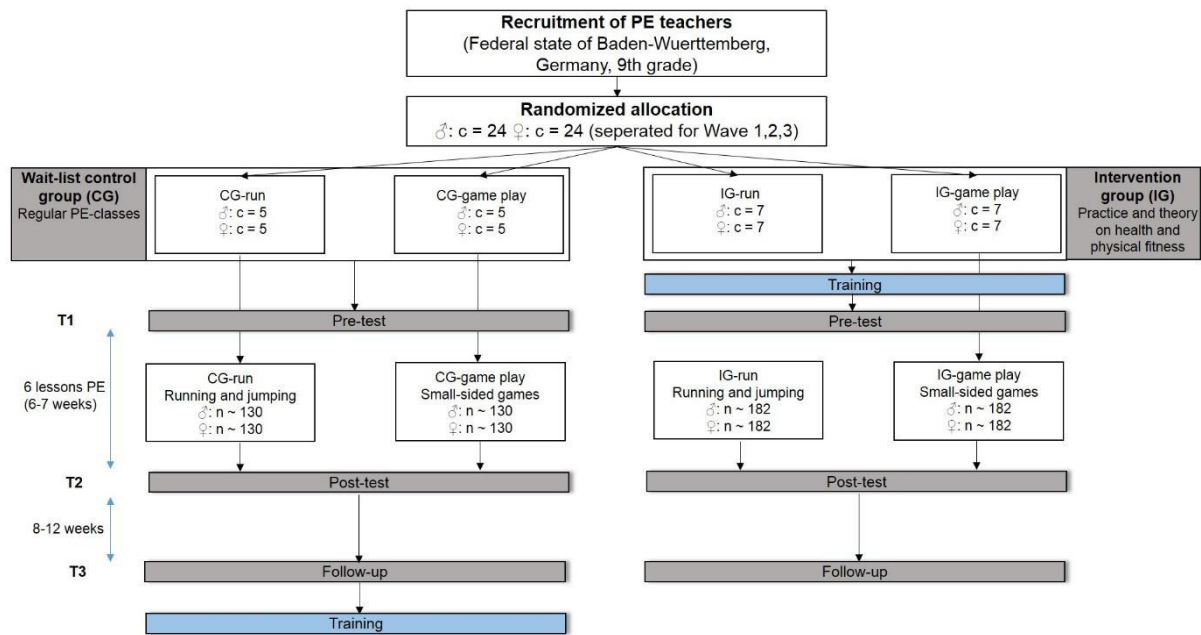 Recruitment of PE teachers
(Federal state of Baden-Wuerttemberg,
Germany, 9th grade)
Randomized allocation
♂: c = 24 ♀: c = 24 (seperated for Wave 1,2,3)
Wait-list control
group (CG)
Regular PE-classes
CG-run
♂: c = 5
♀: c = 5
CG-game play
♂: c = 5
♀: c = 5
IG-run
♂: c = 7
♀: c = 7
IG-game play
♂: c = 7
♀: c = 7
Intervention
group (IG)
Practice and theory
on health and
physical fitness
Training
T1
Pre-test
Pre-test
6 lessons PE
(6-7 weeks)
CG-run
Running and jumping
♂: n ~ 130
♀: n ~ 130
CG-game play
Small-sided games
♂: n ~ 130
♀: n ~ 130
IG-run
Running and jumping
♂: n ~ 182
♀: n ~ 182
IG-game play
Small-sided games
♂: n ~ 182
♀: n ~ 182
T2
Post-test
Post-test
8-12 weeks
T3
Follow-up
Follow-up
Training